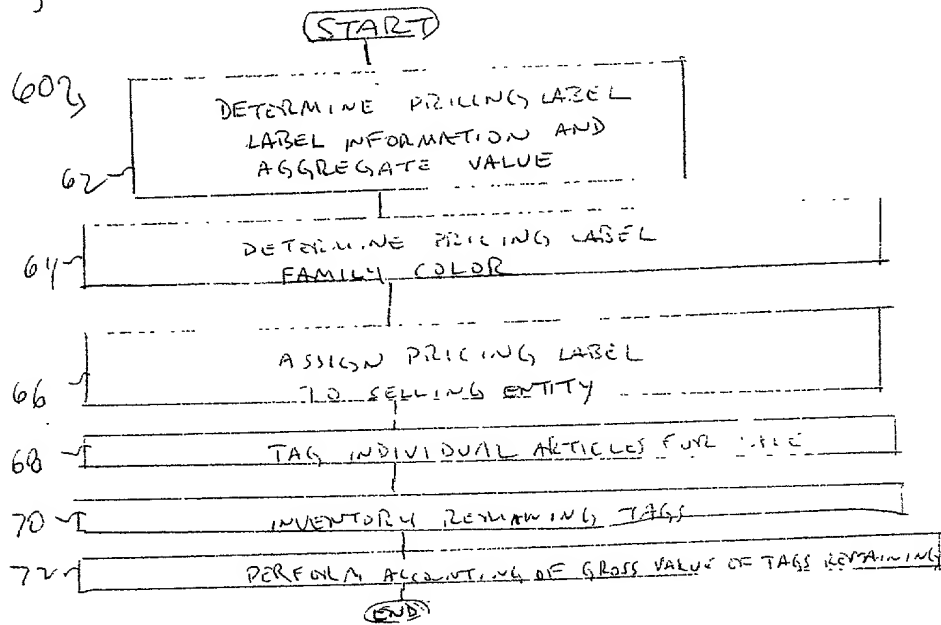 START
602
DETERMINE PRICING LABEL
LABEL INFORMATION AND
AGGREGATE VALUE
62
DETERMINE PRICING LABEL
FAMILY COLOR
64
ASSIGN PRICING LABEL
TO SELLING ENTITY
66
68
TAG INDIVIDUAL ARTICLES FOR
70
INVENTORY REMAINING TAGS
72
PERFORM ACCOUNTING OF GROSS VALUE OF TAGS REMAINING
END